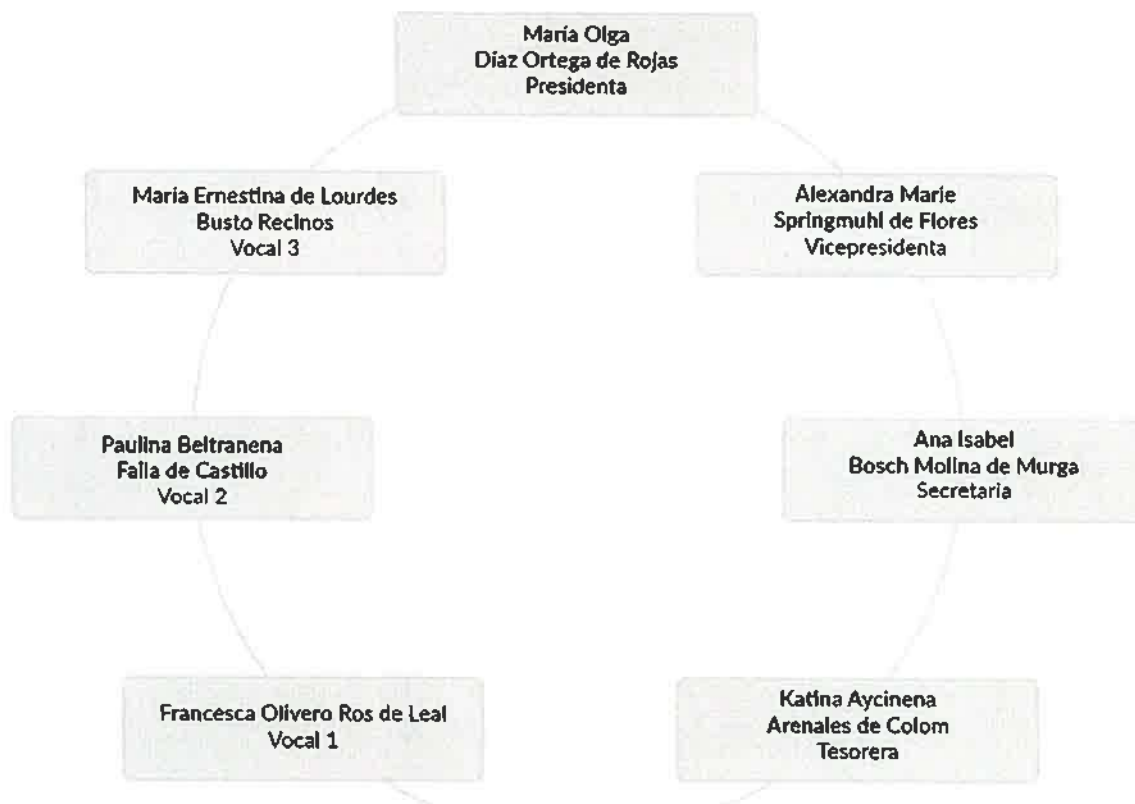 María Olga
Díaz Ortega de Rojas
Presidenta
Alexandra Marie
Springmuhl de Flores
Vicepresidenta
Ana Isabel
Bosch Molina de Murga
Secretaria
Katina Aycinena
Arenales de Colom
Tesorera
Francesca Olivero Ros de Leal
Vocal 1
Paulina Beltranena
Falla de Castillo
Vocal 2
María Ernestina de Lourdes
Busto Recinos
Vocal 3